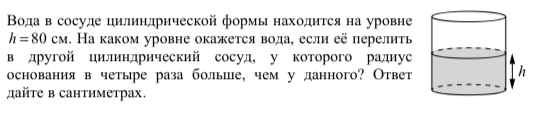 Вода в сосуде цилиндрической формы находится на уровне
h = 80 см. На каком уровне окажется вода, если её перелить
в другой цилиндрический сосуд, у которого радиус
основания в четыре раза больше, чем у данного? Ответ
дайте в сантиметрах.
h